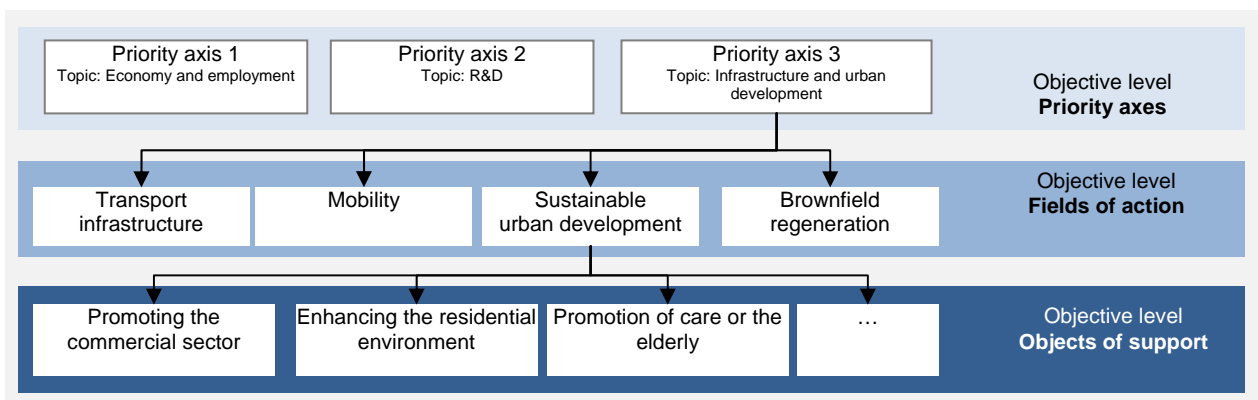 Priority axis 1
Topic: Economy and employment
Priority axis 2
Topic: R&D
Priority axis 3
Topic: Infrastructure and urban
development
Objective level
Priority axes
Transport
infrastructure
Mobility
Sustainable
urban development
Brownfield
regeneration
Objective level
Fields of action
Promoting the
commercial sector
Enhancing the residential
environment
Promotion of care or the
elderly
…
Objective level
Objects of support